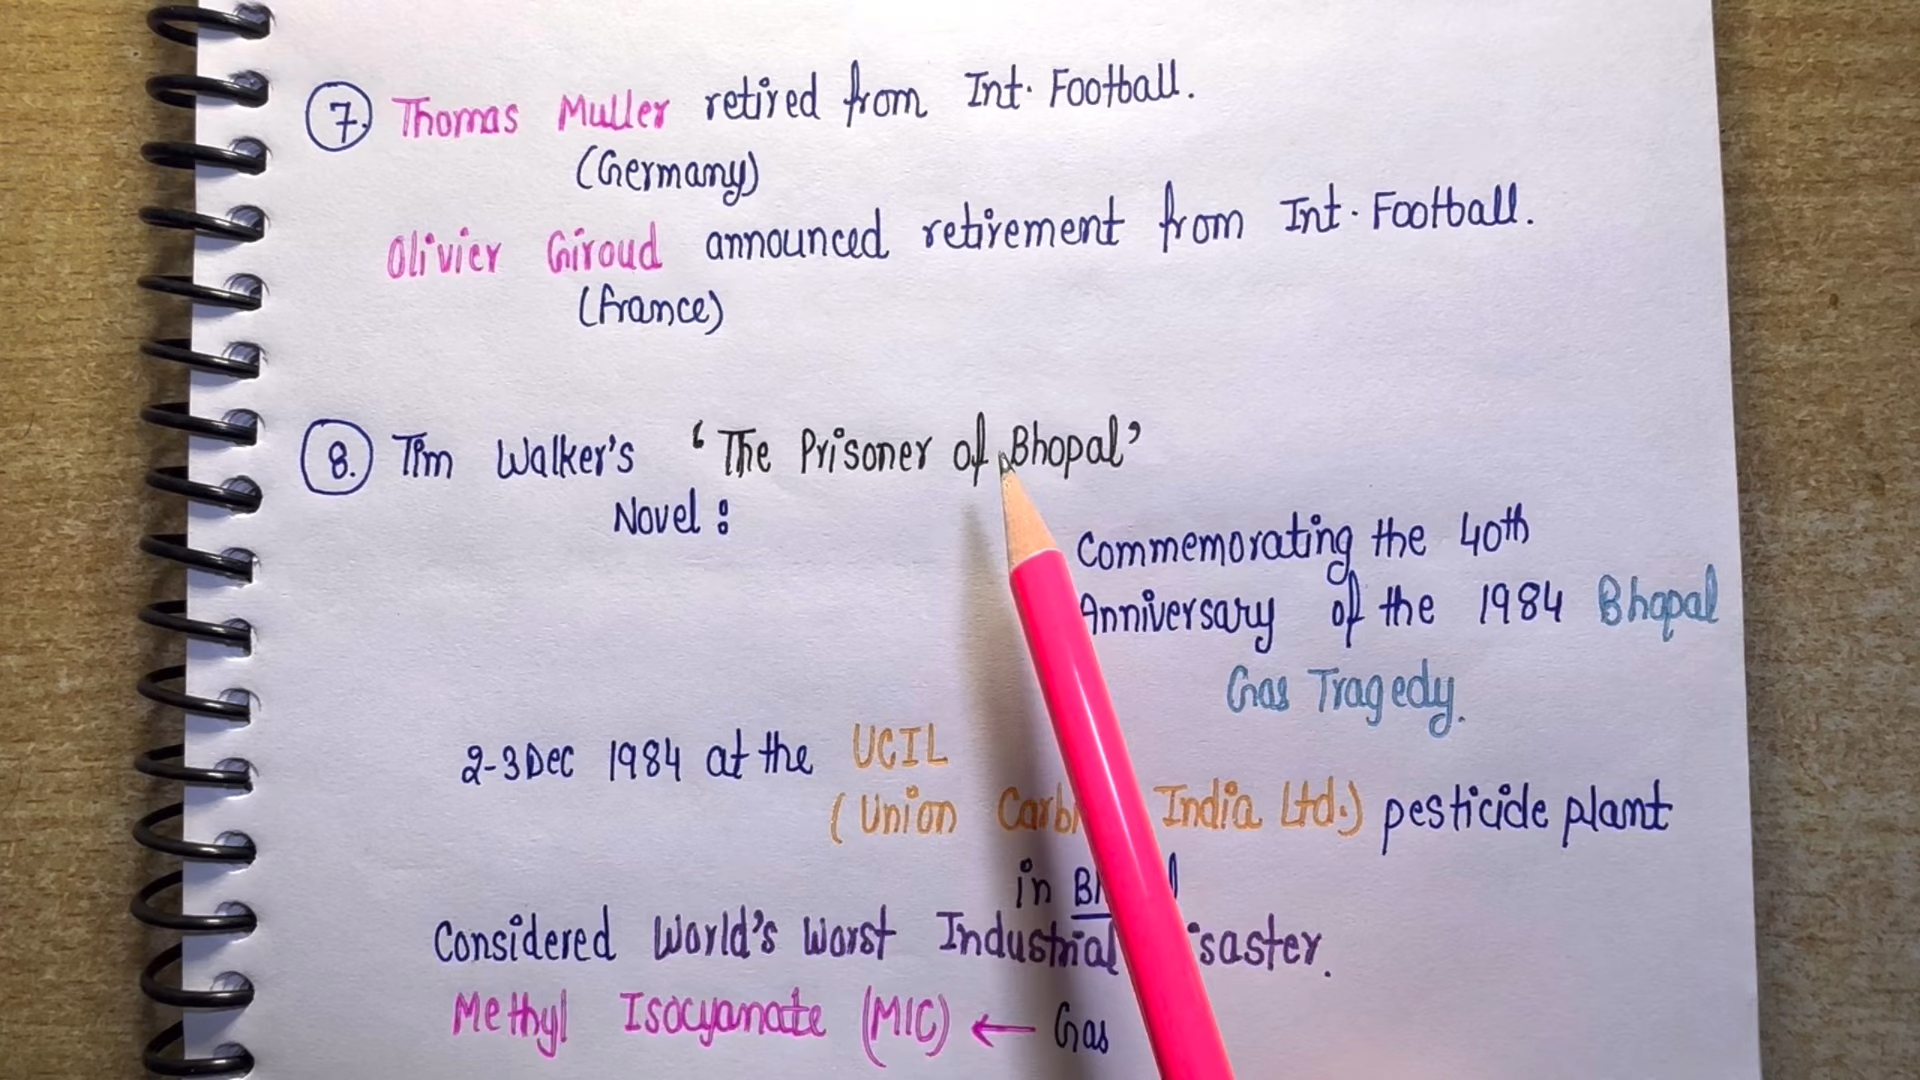 7. Thomas Muller retired from Int. Football.
(Germany)
Olivier Giroud announced retirement from Int. Football.
(France)
8. Tim Walker's 'The Prisoner of Bhopal'
Novel :
Commemorating the 40th
Anniversary of the 1984 Bhopal
Gas Tragedy.
2-3 Dec 1984 at the UCIL
(Union India Ltd.) pesticide plant
in
Considered World's Worst Industrial
Methyl Isocyanate (MIC) ← Gas